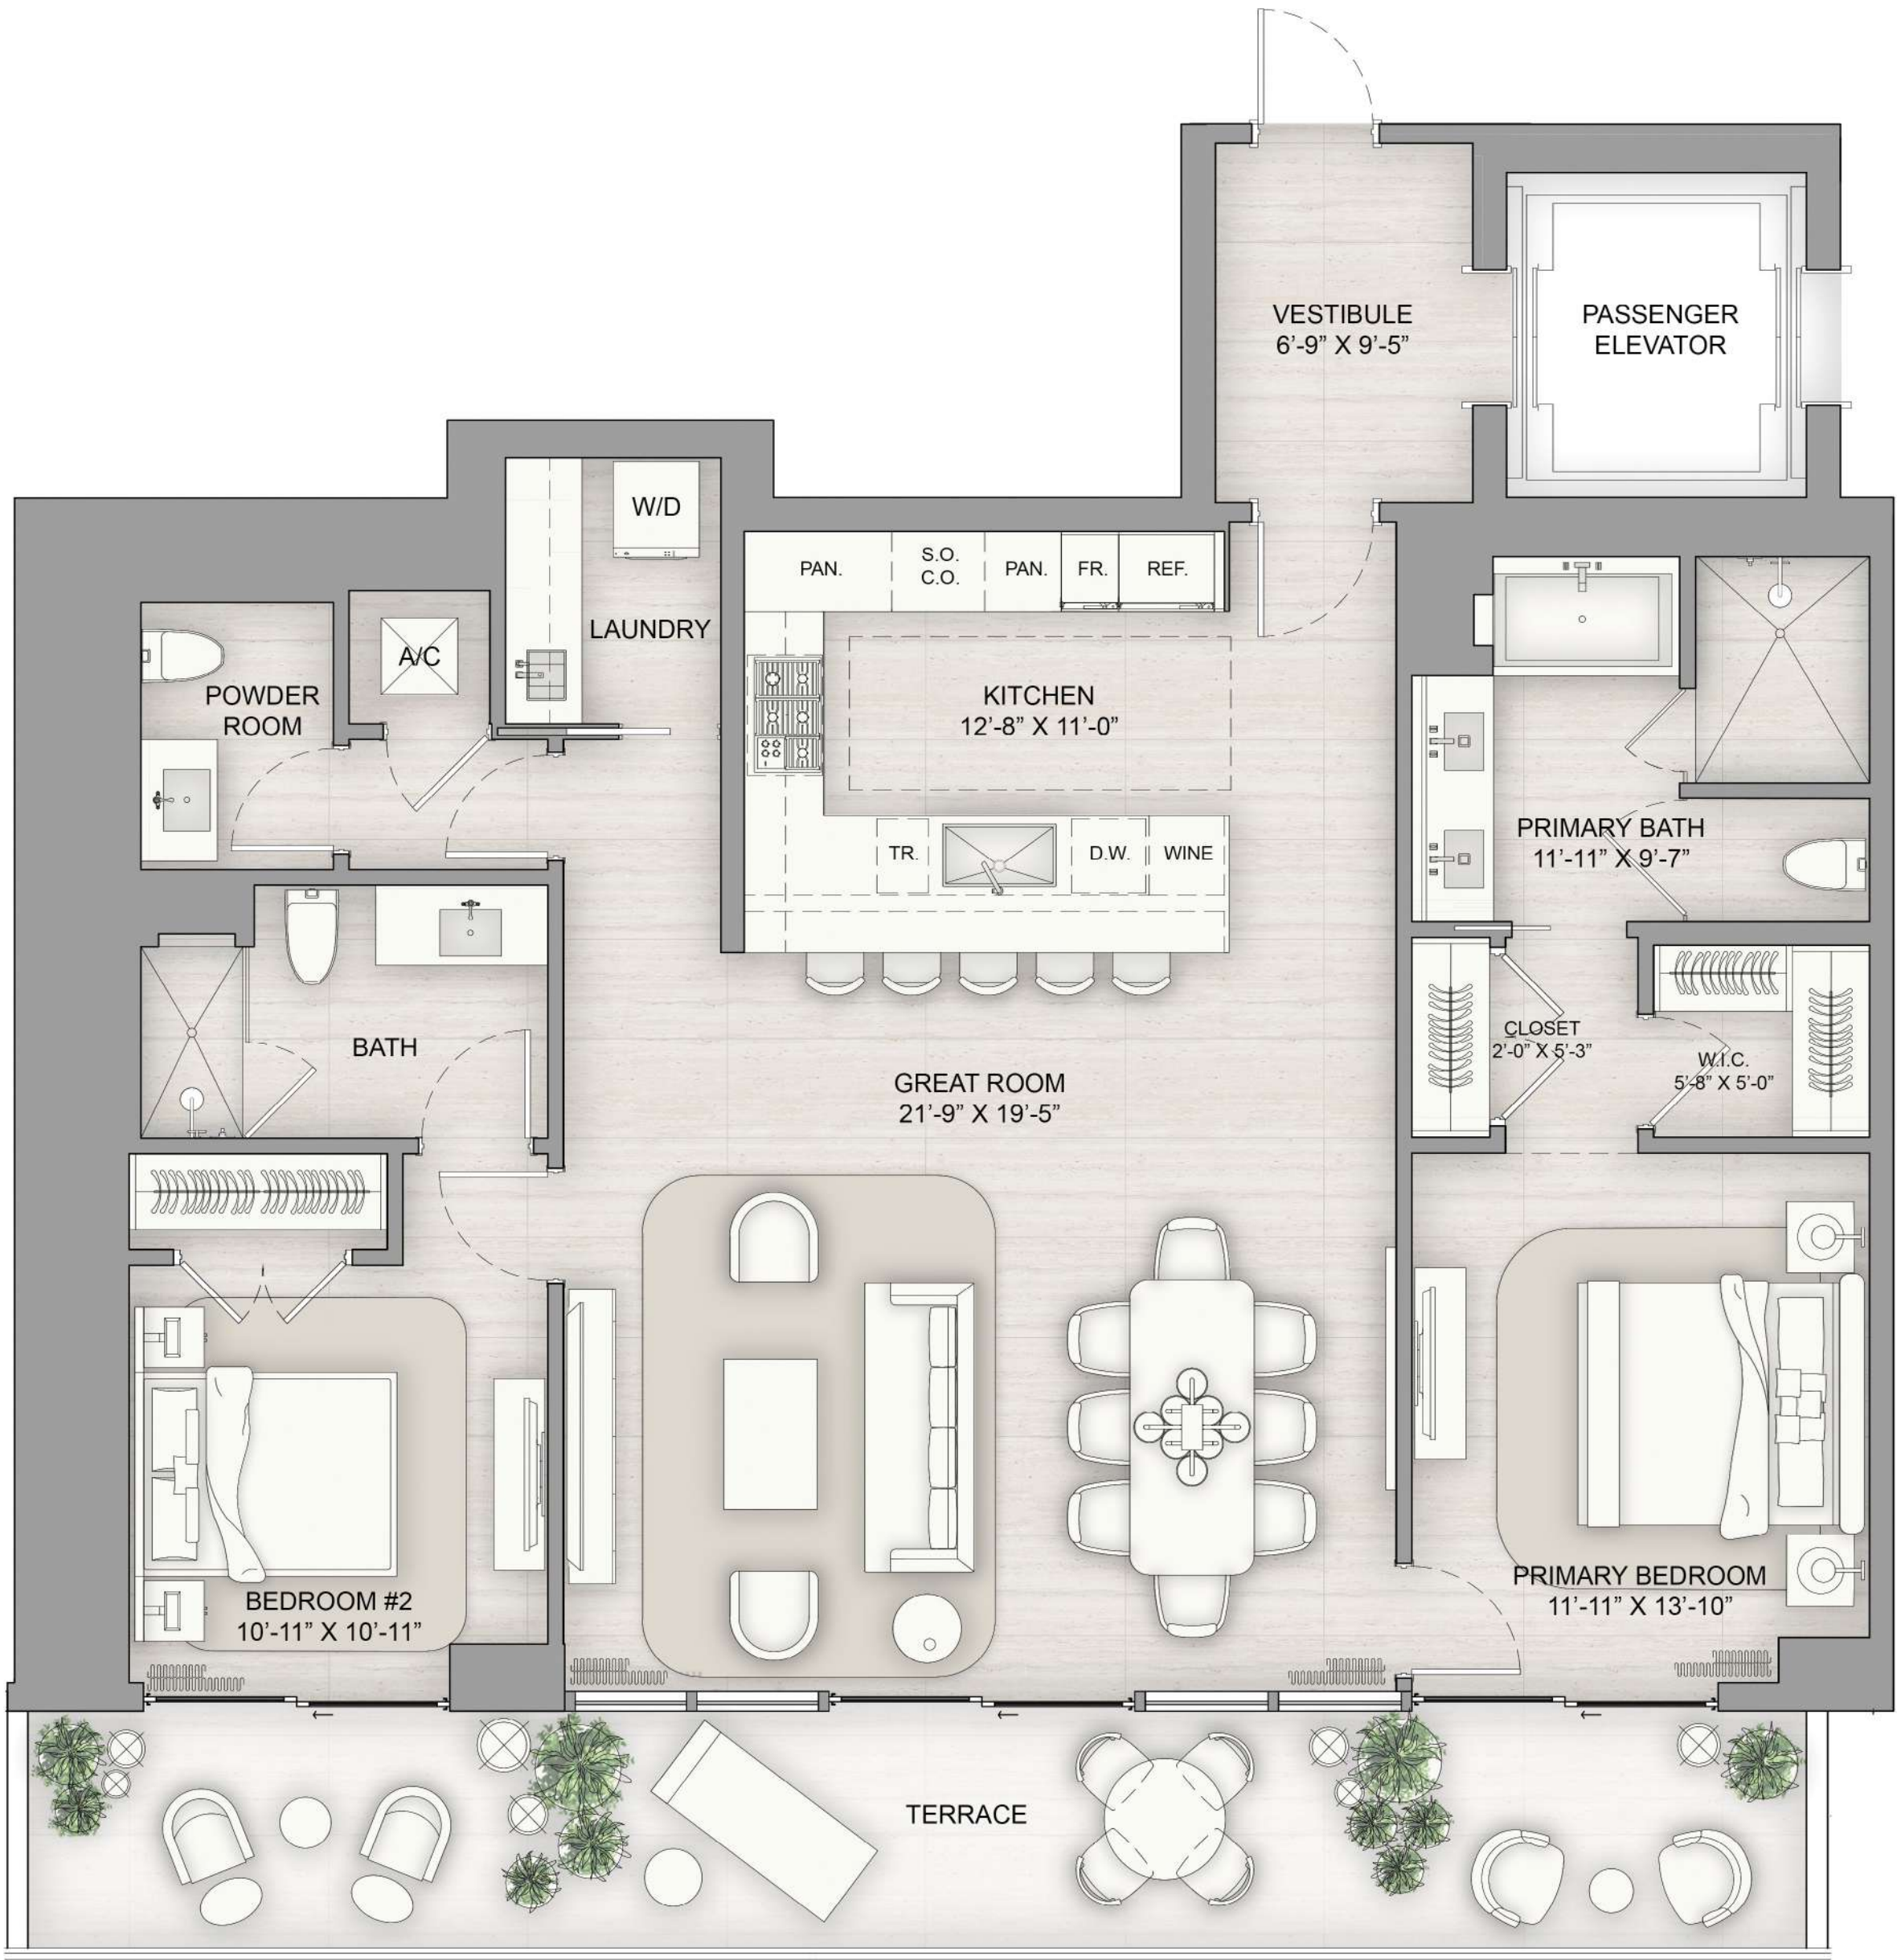 VESTIBULE
6’-9” X 9’-5”
PASSENGER
ELEVATOR
W/D
LAUNDRY
PAN.
S.O.
C.O.
PAN.
FR.
REF.
A/C
POWDER
ROOM
KITCHEN
12’-8” X 11’-0”
TR.
D.W.
WINE
PRIMARY BATH
11’-11” X 9’-7”
BATH
CLOSET
2’-0” X 5’-3”
W.I.C.
5’-8” X 5’-0”
GREAT ROOM
21’-9” X 19’-5”
BEDROOM #2
10’-11” X 10’-11”
PRIMARY BEDROOM
11’-11” X 13’-10”
TERRACE